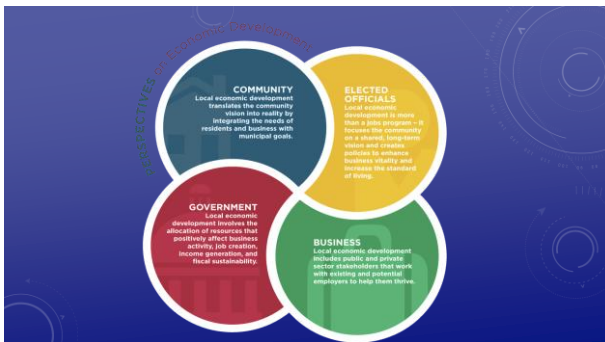 PERSPECTIVES on Economic Development
COMMUNITY
Local economic development
translates the community
vision into reality by
integrating the needs of
residents and business with
municipal goals.
ELECTED
OFFICIALS
Local economic
development is more
than a jobs program – it
focuses the community
on a shared, long-term
vision and creates
policies to enhance
business vitality and
increase the standard
of living.
GOVERNMENT
Local economic
development involves the
allocation of resources that
positively affect business
activity, job creation,
income generation, and
fiscal sustainability.
BUSINESS
Local economic development
includes public and private
sector stakeholders that work
with existing and potential
employers to help them thrive.